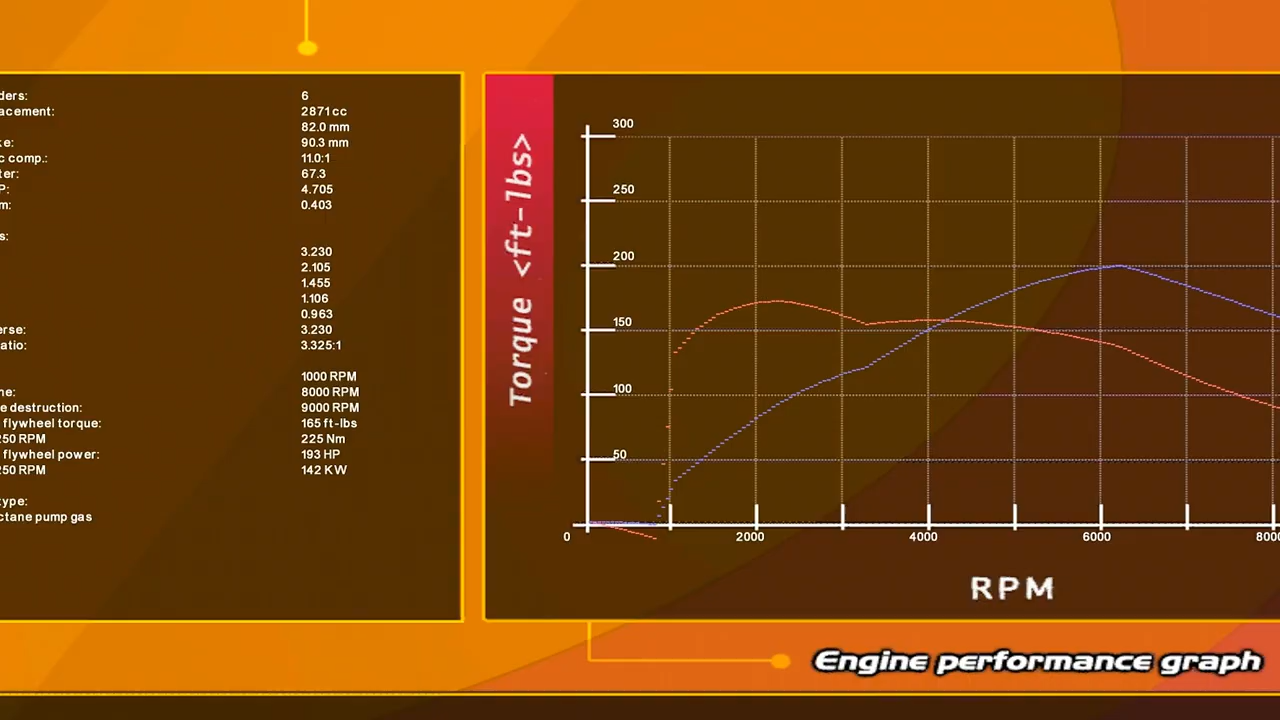 ders: 6
acement: 2871 cc
82.0 mm
ke: 90.3 mm
c comp.: 11.0:1
ter: 67.3
P: 4.705
m: 0.403
s:
3.230
2.105
1.455
1.106
0.963
erse: 3.230
atio: 3.325:1
1000 RPM
ne: 8000 RPM
e destruction: 9000 RPM
flywheel torque: 165 ft-lbs
250 RPM 225 Nm
flywheel power: 193 HP
250 RPM 142 KW
type:
ctane pump gas
Torque <ft-lbs>
300
250
200
150
100
50
0 2000 4000 6000 8000
RPM
Engine performance graph